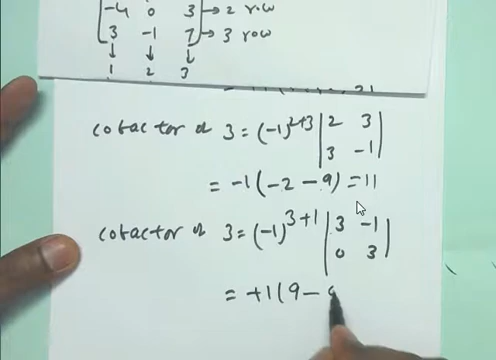 -4 0 3 → 2 row
3 -1 7 → 3 row
↓ ↓ ↓
1 2 3
cofactor of 3 = (-1)^2+3 |2 3|
|3 -1|
= -1(-2 - 9) = 11
cofactor of 3 = (-1)^3+1 |3 -1|
|0 3|
= +1(9 -